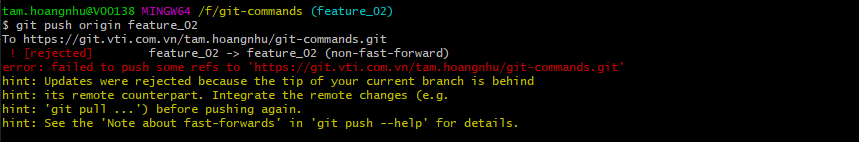 tam.hoangnhu@VOO138 MINGW64 /f/git-commands (feature_02)
$ git push origin feature_02
To https://git.vti.com.vn/tam.hoangnhu/git-commands.git
 ! [rejected]        feature_02 -> feature_02 (non-fast-forward)
error: failed to push some refs to 'https://git.vti.com.vn/tam.hoangnhu/git-commands.git'
hint: Updates were rejected because the tip of your current branch is behind
hint: its remote counterpart. Integrate the remote changes (e.g.
hint: 'git pull ...') before pushing again.
hint: See the 'Note about fast-forwards' in 'git push --help' for details.